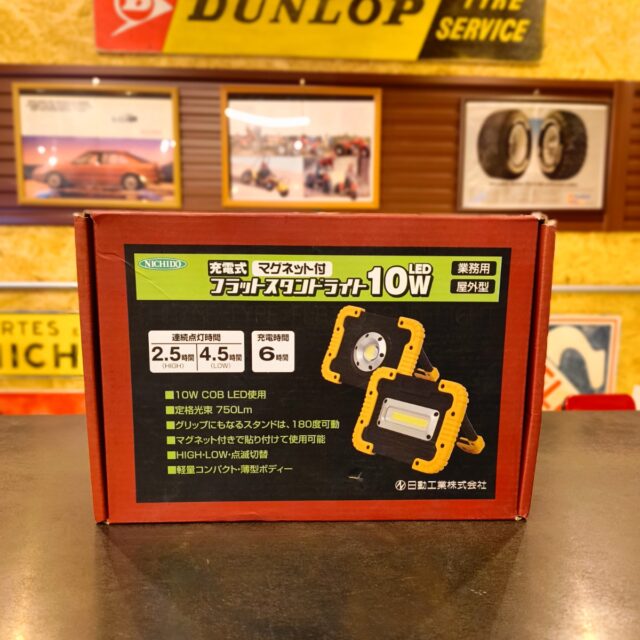 DUNLOP
TYRE
SERVICE
NICHIDO
充電式 マグネット付
フラットスタンドライト 10W LED
業務用
屋外型
連続点灯時間
2.5時間 4.5時間
(HIGH) (LOW)
充電時間
6時間
■10W COB LED使用
■定格光束 750Lm
■グリップにもなるスタンドは、180度可動
■マグネット付きで貼り付けて使用可能
■HIGH・LOW・点滅切替
■軽量コンパクト・薄型ボディー
日動工業株式会社
RTES
NICH